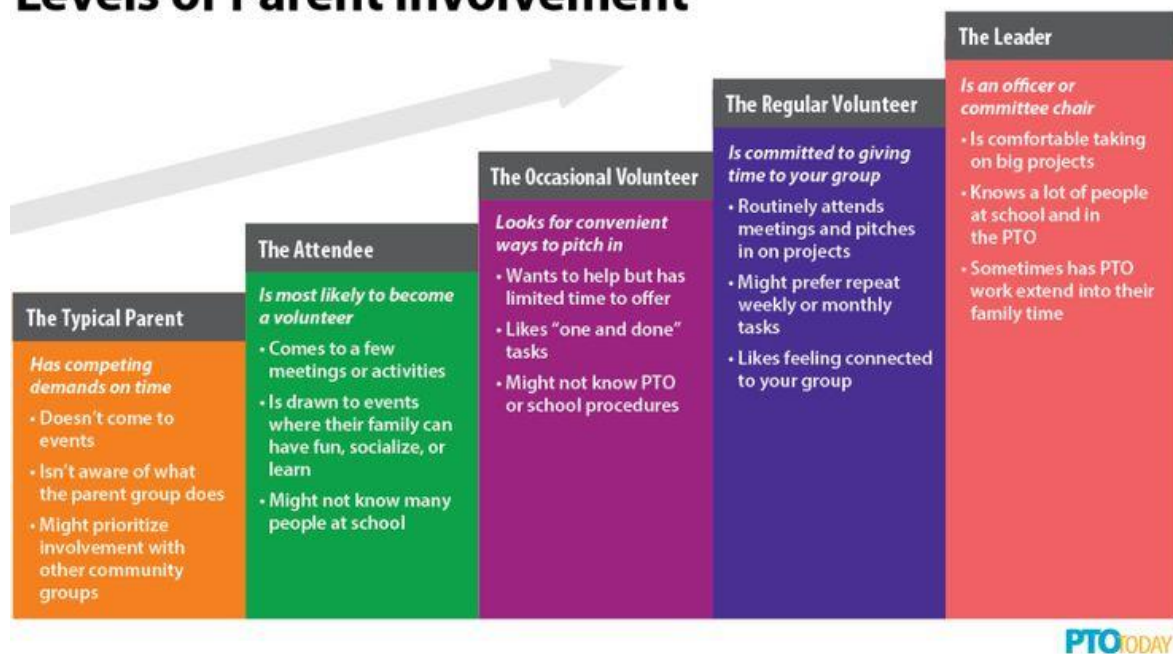 Levels of Parent Involvement
The Typical Parent
Has competing
demands on time
• Doesn't come to
events
• Isn't aware of what
the parent group does
• Might prioritize
involvement with
other community
groups
The Attendee
Is most likely to become
a volunteer
• Comes to a few
meetings or activities
• Is drawn to events
where their family can
have fun, socialize, or
learn
• Might not know many
people at school
The Occasional Volunteer
Looks for convenient
ways to pitch in
• Wants to help but has
limited time to offer
• Likes “one and done”
tasks
• Might not know PTO
or school procedures
The Regular Volunteer
Is committed to giving
time to your group
• Routinely attends
meetings and pitches
in on projects
• Might prefer repeat
weekly or monthly
tasks
• Likes feeling connected
to your group
The Leader
Is an officer or
committee chair
• Is comfortable taking
on big projects
• Knows a lot of people
at school and in
the PTO
• Sometimes has PTO
work extend into their
family time
PTOTODAY